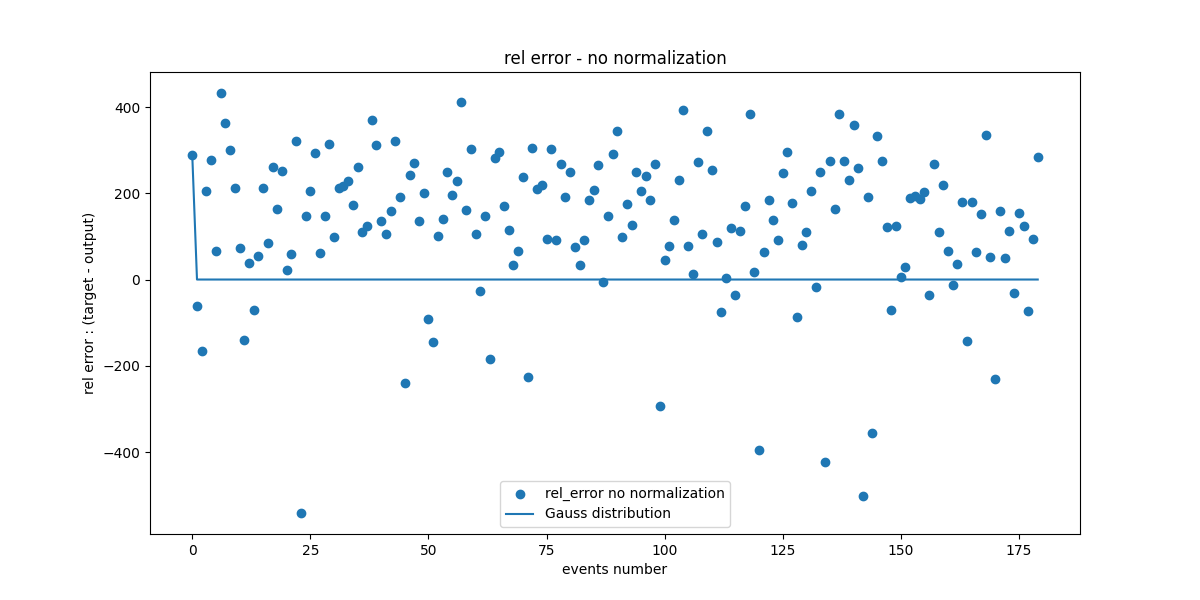 rel error - no normalization
rel error : (target - output)
400
200
0
−200
−400
rel_error no normalization
Gauss distribution
0 25 50 75 100 125 150 175
events number